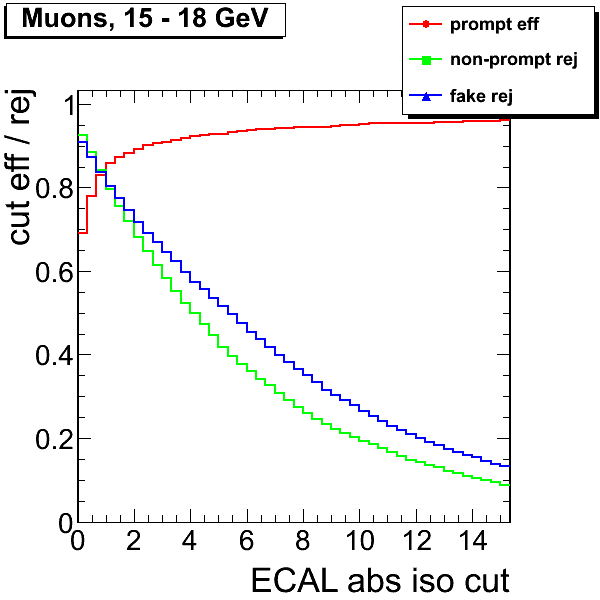 Muons, 15 - 18 GeV
prompt eff
non-prompt rej
fake rej
cut eff / rej
1
0.8
0.6
0.4
0.2
0
0 2 4 6 8 10 12 14
ECAL abs iso cut